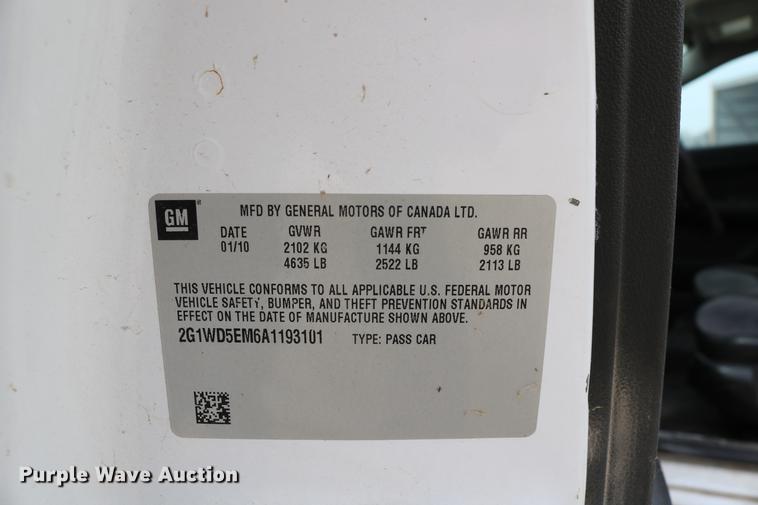 GM
MFD BY GENERAL MOTORS OF CANADA LTD.
DATE GVWR GAWR FRT GAWR RR
01/10 2102 KG 1144 KG 958 KG
4635 LB 2522 LB 2113 LB
THIS VEHICLE CONFORMS TO ALL APPLICABLE U.S. FEDERAL MOTOR
VEHICLE SAFETY, BUMPER, AND THEFT PREVENTION STANDARDS IN
EFFECT ON THE DATE OF MANUFACTURE SHOWN ABOVE.
2G1WD5EM6A1193101 TYPE: PASS CAR
Purple Wave Auction